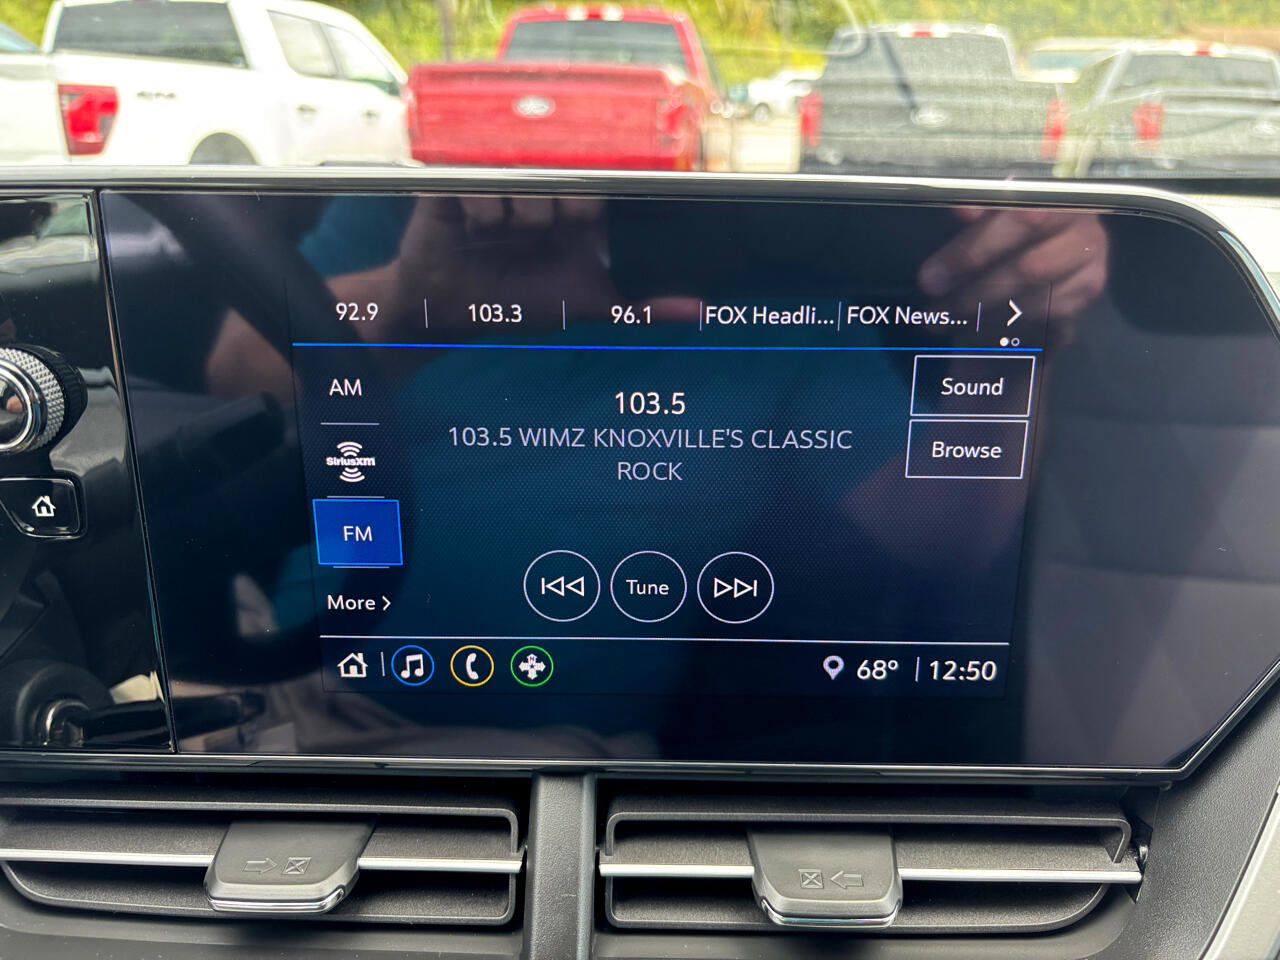 92.9
103.3
96.1
FOX Headli...
FOX News...
AM
103.5
Sound
103.5 WIMZ KNOXVILLE'S CLASSIC
ROCK
Browse
SiriusXM
FM
Tune
More
68°
12:50